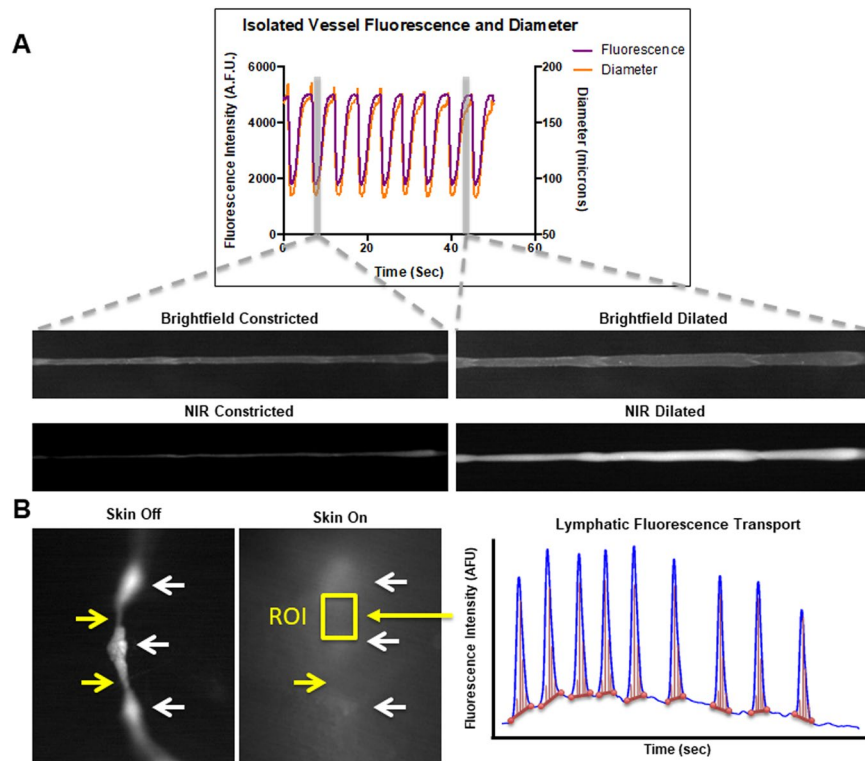 A
Isolated Vessel Fluorescence and Diameter
Fluorescence
Diameter
Fluorescence Intensity (A.F.U.)
6000
4000
2000
0
200
150
100
50
Diameter (microns)
0
20
40
60
Time (Sec)
Brightfield Constricted
Brightfield Dilated
NIR Constricted
NIR Dilated
B
Skin Off
Skin On
ROI
Lymphatic Fluorescence Transport
Fluorescence Intensity (AFU)
Time (sec)